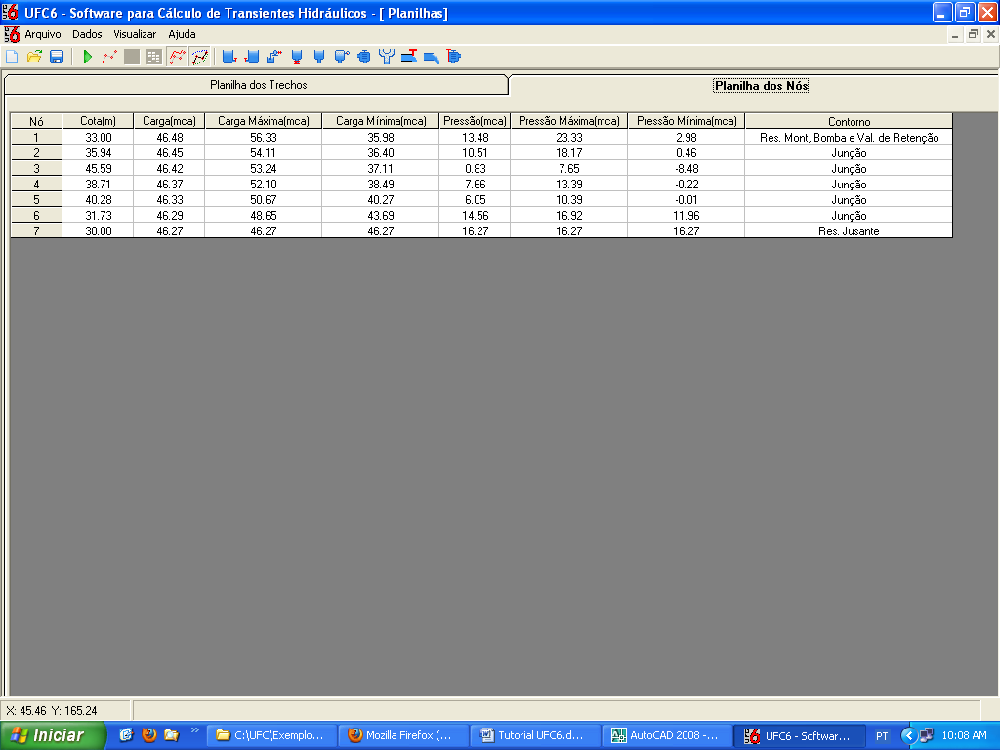 UFC6 - Software para Cálculo de Transientes Hidráulicos - [ Planilhas]
Arquivo Dados Visualizar Ajuda
Planilha dos Trechos Planilha dos Nós
Nó Cota(m) Carga(mca) Carga Máxima(mca) Carga Mínima(mca) Pressão(mca) Pressão Máxima(mca) Pressão Mínima(mca) Contorno
1 33.00 46.48 56.33 35.98 13.48 23.33 2.98 Res. Mont, Bomba e Val. de Retenção
2 35.94 46.45 54.11 36.40 10.51 18.17 0.46 Junção
3 45.59 46.42 53.24 37.11 0.83 7.65 -8.48 Junção
4 38.71 46.37 52.10 38.49 7.66 13.39 -0.22 Junção
5 40.28 46.33 50.67 40.27 6.05 10.39 -0.01 Junção
6 31.73 46.29 48.65 43.69 14.56 16.92 11.96 Junção
7 30.00 46.27 46.27 46.27 16.27 16.27 16.27 Res. Jusante
X: 45.46 Y: 165.24
Iniciar C:\UFC\Exemplo... Mozilla Firefox (... Tutorial UFC6.d... AutoCAD 2008 -... UFC6 - Softwar... PT 10:08 AM